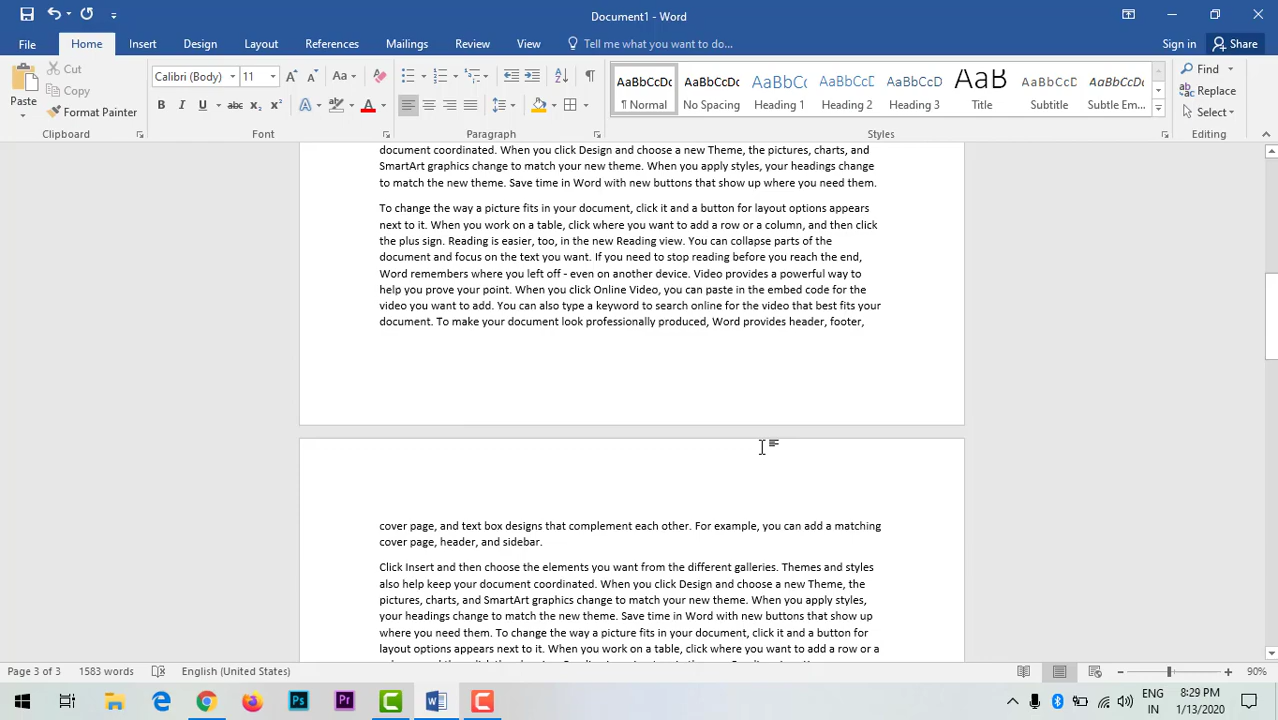 Document1 - Word
File Home Insert Design Layout References Mailings Review View Tell me what you want to do... Sign in Share
Paste Cut Copy Format Painter Clipboard
Calibri (Body) 11 A A Aa B I U abc x₂ x² A A Font
Paragraph
AaBbCcDc ¶ Normal AaBbCcDc No Spacing AaBbCc Heading 1 AaBbCcDc Heading 2 AaBbCcD Heading 3 AaB Title AaBbCcDc Subtitle AaBbCcDc Subtle Em... Styles
Find Replace Select Editing
document coordinated. When you click Design and choose a new Theme, the pictures, charts, and
SmartArt graphics change to match your new theme. When you apply styles, your headings change
to match the new theme. Save time in Word with new buttons that show up where you need them.
To change the way a picture fits in your document, click it and a button for layout options appears
next to it. When you work on a table, click where you want to add a row or a column, and then click
the plus sign. Reading is easier, too, in the new Reading view. You can collapse parts of the
document and focus on the text you want. If you need to stop reading before you reach the end,
Word remembers where you left off - even on another device. Video provides a powerful way to
help you prove your point. When you click Online Video, you can paste in the embed code for the
video you want to add. You can also type a keyword to search online for the video that best fits your
document. To make your document look professionally produced, Word provides header, footer,
cover page, and text box designs that complement each other. For example, you can add a matching
cover page, header, and sidebar.
Click Insert and then choose the elements you want from the different galleries. Themes and styles
also help keep your document coordinated. When you click Design and choose a new Theme, the
pictures, charts, and SmartArt graphics change to match your new theme. When you apply styles,
your headings change to match the new theme. Save time in Word with new buttons that show up
where you need them. To change the way a picture fits in your document, click it and a button for
layout options appears next to it. When you work on a table, click where you want to add a row or a
Page 3 of 3 1583 words English (United States) 90%
Ps Pr ENG IN 8:29 PM 1/13/2020